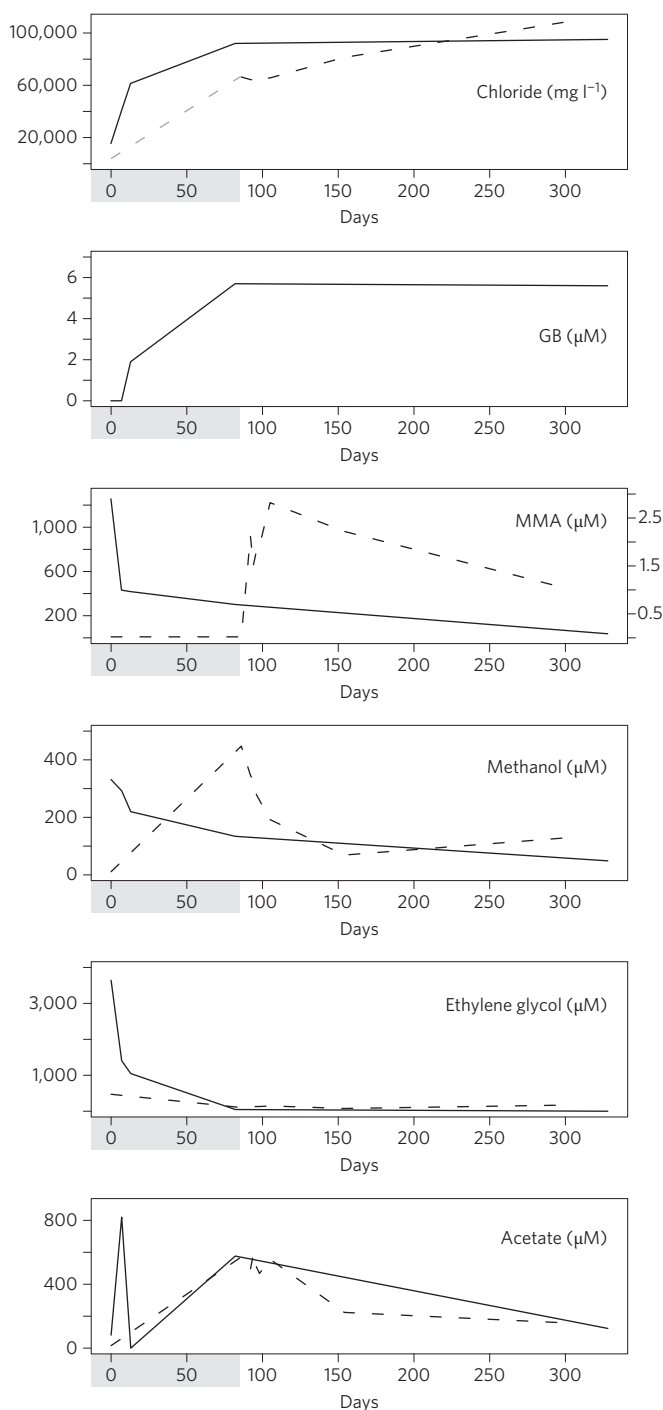 100,000
60,000
20,000
Chloride (mg l⁻¹)
0 50 100 150 200 250 300
Days
6
4
2
0
GB (μM)
0 50 100 150 200 250 300
Days
1,000
600
200
MMA (μM)
2.5
1.5
0.5
0 50 100 150 200 250 300
Days
400
200
0
Methanol (μM)
0 50 100 150 200 250 300
Days
3,000
1,000
Ethylene glycol (μM)
0 50 100 150 200 250 300
Days
800
400
0
Acetate (μM)
0 50 100 150 200 250 300
Days